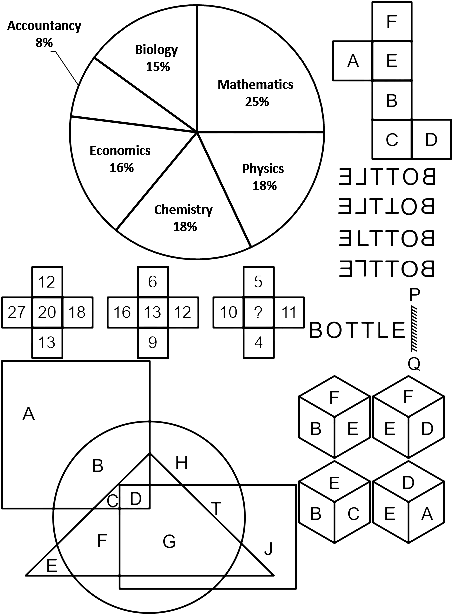 Accountancy
8%
Biology
15%
Mathematics
25%
Economics
16%
Physics
18%
Chemistry
18%
F
A E
B
C D
BOTTLE
BOTTLE
BOTTLE
BOTTLE
12
27 20 18
13
6
16 13 12
9
5
10 ? 11
4
P
BOTTLE
Q
A
B
H
C D
T
F
G
J
E
F
B E
F
E D
E
B C
D
E A